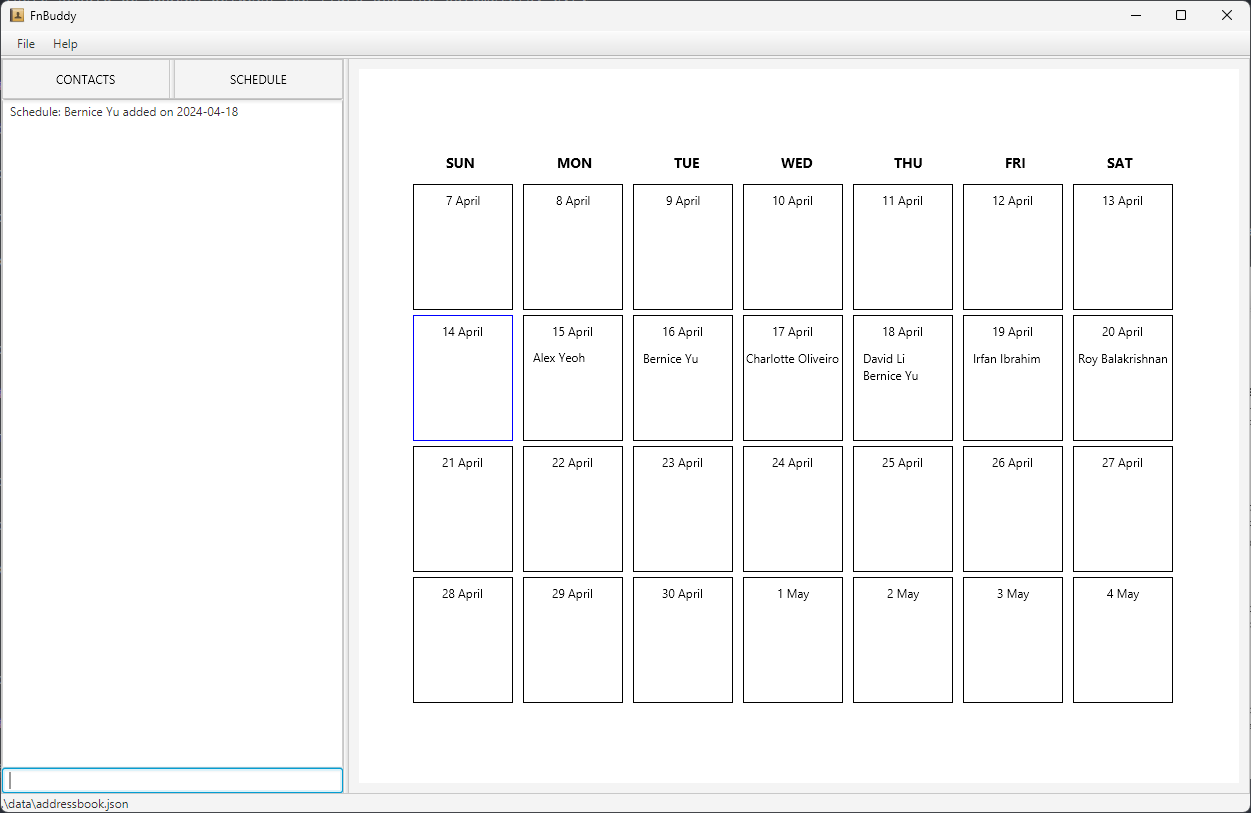 FnBuddy
File Help
CONTACTS SCHEDULE
Schedule: Bernice Yu added on 2024-04-18
SUN MON TUE WED THU FRI SAT
7 April 8 April 9 April 10 April 11 April 12 April 13 April
14 April 15 April 16 April 17 April 18 April 19 April 20 April
Alex Yeoh Bernice Yu Charlotte Oliveiro David Li Irfan Ibrahim Roy Balakrishnan
Bernice Yu
21 April 22 April 23 April 24 April 25 April 26 April 27 April
28 April 29 April 30 April 1 May 2 May 3 May 4 May
.\data\addressbook.json